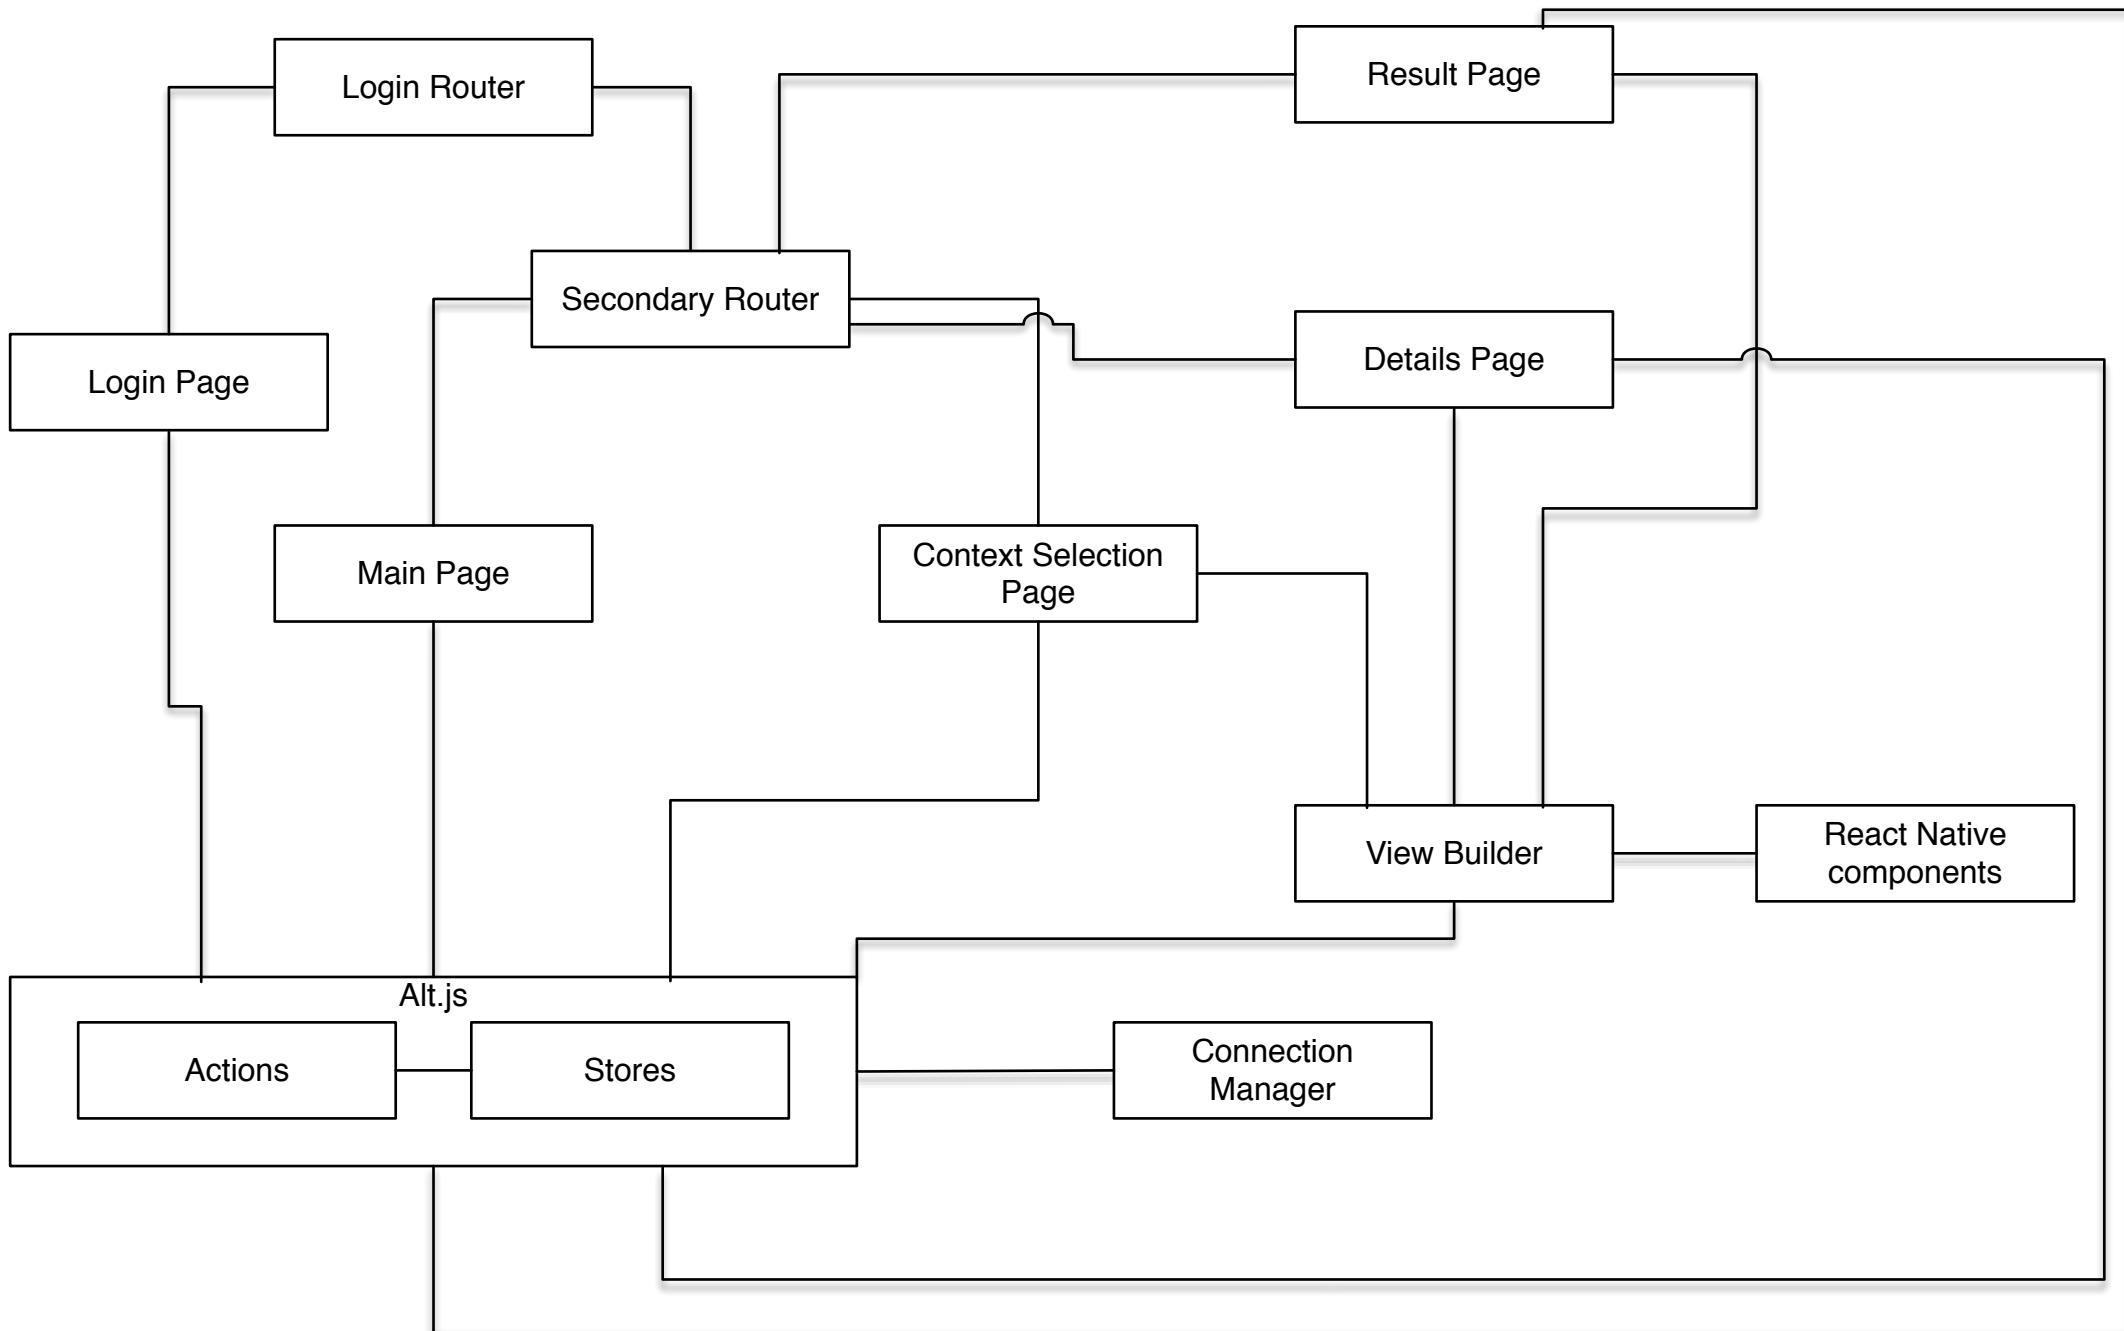 Login Router
Result Page
Secondary Router
Details Page
Login Page
Main Page
Context Selection
Page
View Builder
React Native
components
Alt.js
Actions
Stores
Connection
Manager